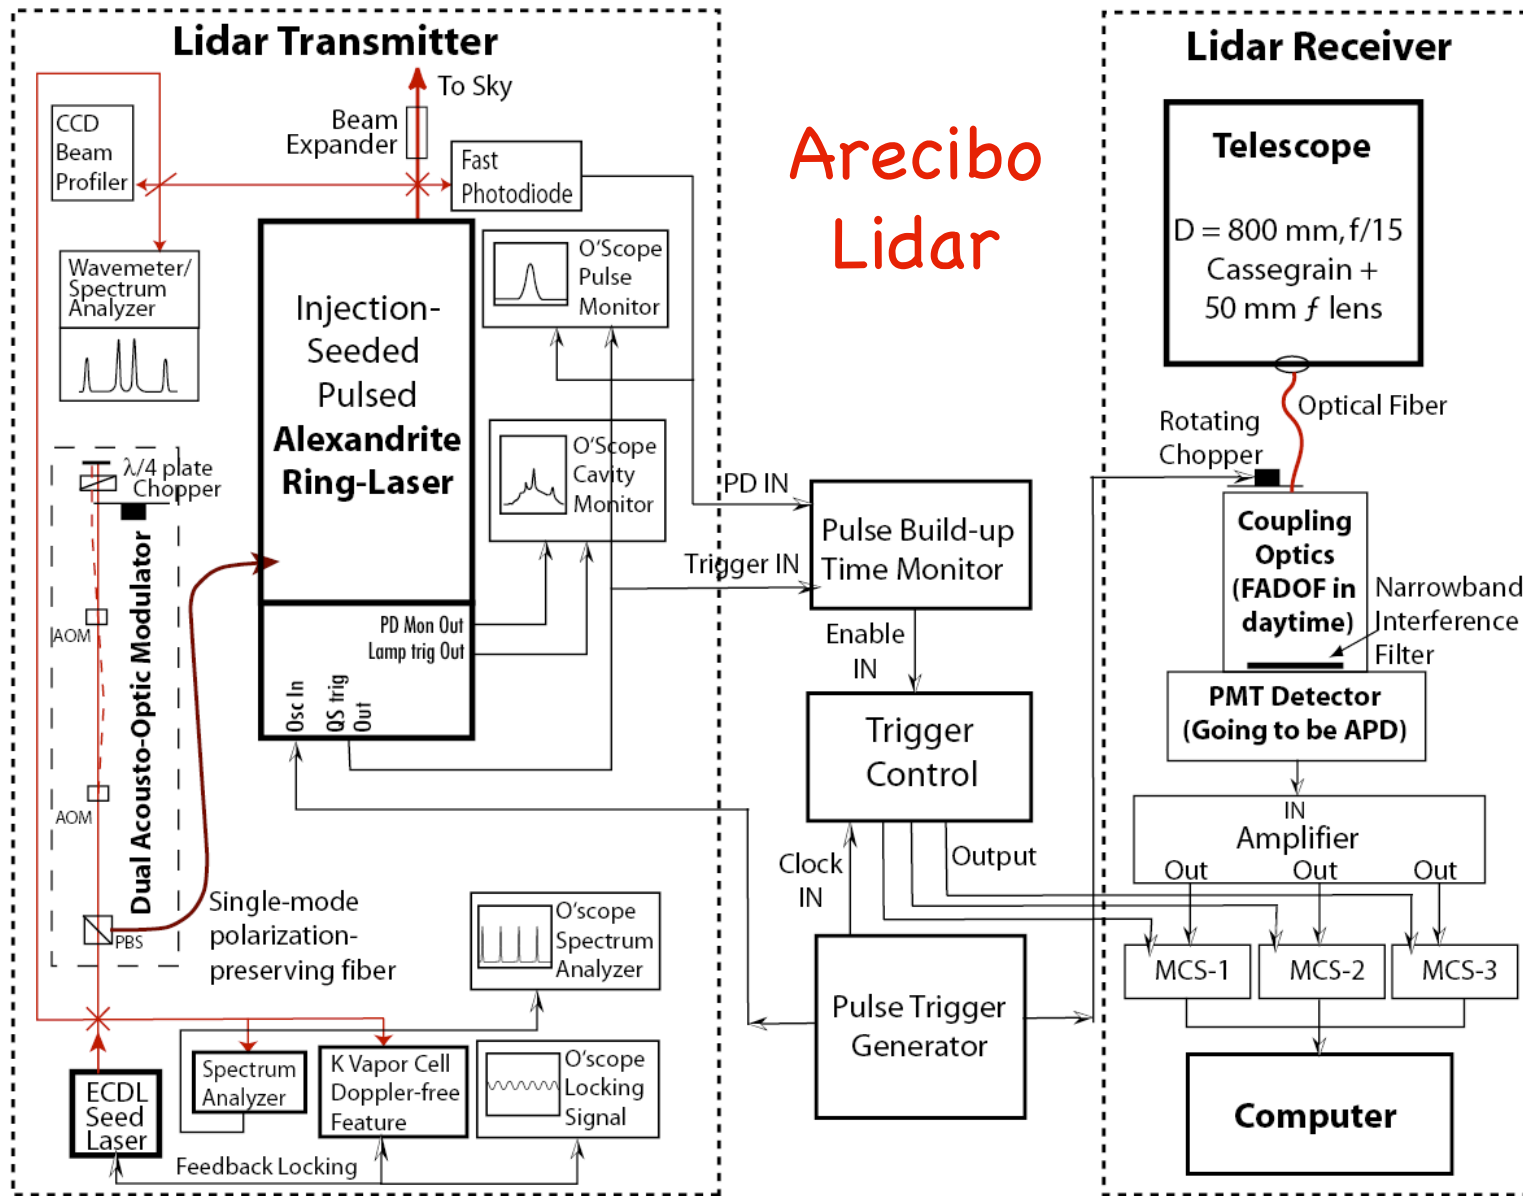 Lidar Transmitter
To Sky
Beam
Expander
CCD
Beam
Profiler
Fast
Photodiode
Wavemeter/
Spectrum
Analyzer
Injection-
Seeded
Pulsed
Alexandrite
Ring-Laser
O'Scope
Pulse
Monitor
O'Scope
Cavity
Monitor
λ/4 plate
Chopper
Dual Acousto-Optic Modulator
AOM
AOM
PBS
PD Mon Out
Lamp trig Out
Osc In
QS trig
Out
Single-mode
polarization-
preserving fiber
O'scope
Spectrum
Analyzer
O'scope
Locking
Signal
Spectrum
Analyzer
K Vapor Cell
Doppler-free
Feature
ECDL
Seed
Laser
Feedback Locking
Arecibo
Lidar
PD IN
Trigger IN
Pulse Build-up
Time Monitor
Enable
IN
Trigger
Control
Clock
IN
Output
Pulse Trigger
Generator
Lidar Receiver
Telescope
D = 800 mm, f/15
Cassegrain +
50 mm ƒ lens
Optical Fiber
Rotating
Chopper
Coupling
Optics
(FADOF in
daytime)
Narrowband
Interference
Filter
PMT Detector
(Going to be APD)
IN
Amplifier
Out Out Out
MCS-1 MCS-2 MCS-3
Computer